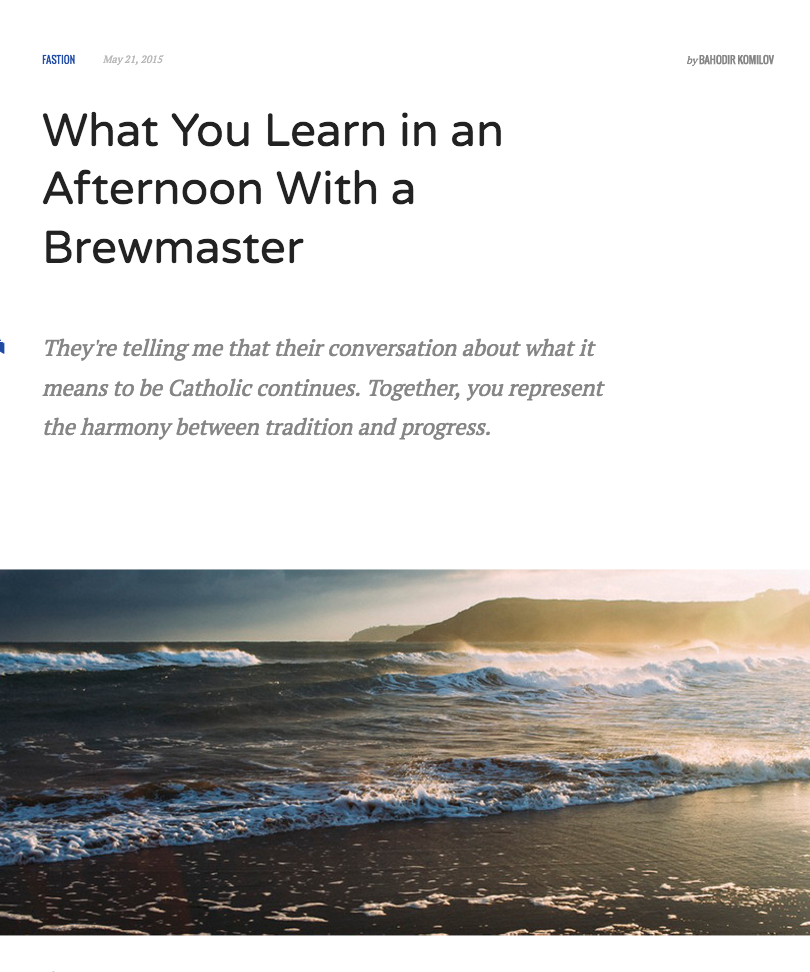 FASTION May 21, 2015 by BAHODIR KOMILOV
What You Learn in an
Afternoon With a
Brewmaster
They're telling me that their conversation about what it
means to be Catholic continues. Together, you represent
the harmony between tradition and progress.